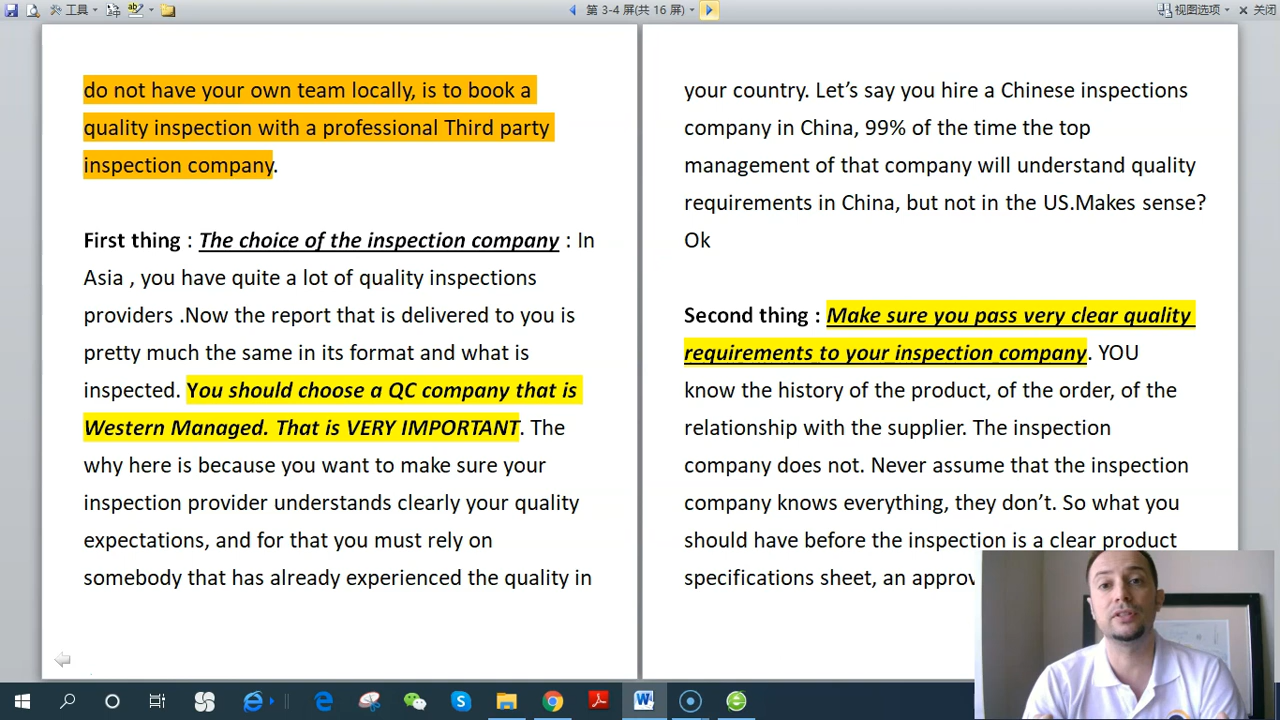 工具
第 3-4 屏(共 16 屏)
视图选项
关闭
do not have your own team locally, is to book a
quality inspection with a professional Third party
inspection company.
First thing : The choice of the inspection company : In
Asia , you have quite a lot of quality inspections
providers .Now the report that is delivered to you is
pretty much the same in its format and what is
inspected. You should choose a QC company that is
Western Managed. That is VERY IMPORTANT. The
why here is because you want to make sure your
inspection provider understands clearly your quality
expectations, and for that you must rely on
somebody that has already experienced the quality in
your country. Let’s say you hire a Chinese inspections
company in China, 99% of the time the top
management of that company will understand quality
requirements in China, but not in the US.Makes sense?
Ok
Second thing : Make sure you pass very clear quality
requirements to your inspection company. YOU
know the history of the product, of the order, of the
relationship with the supplier. The inspection
company does not. Never assume that the inspection
company knows everything, they don’t. So what you
should have before the inspection is a clear product
specifications sheet, an approv